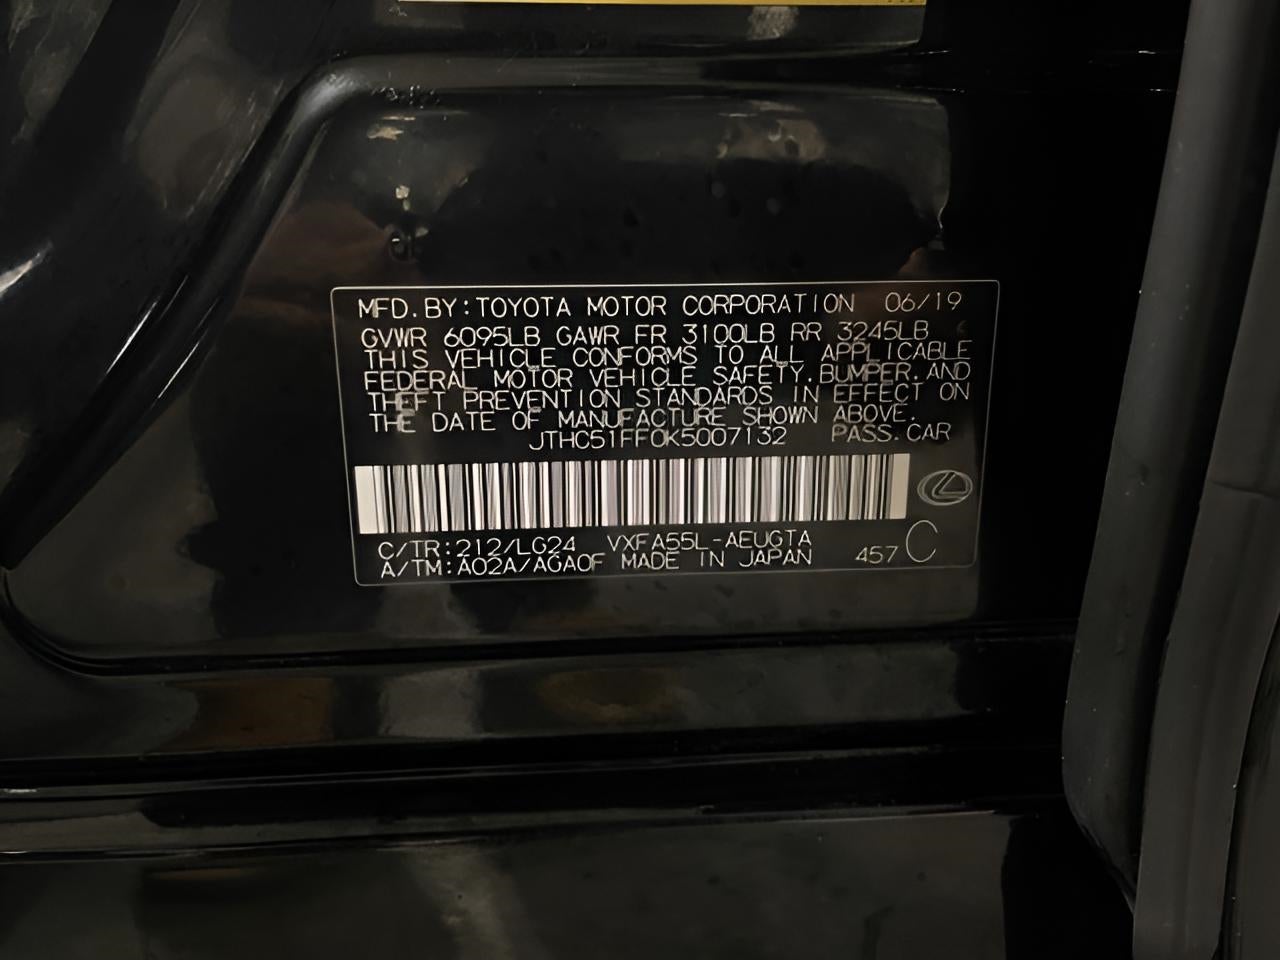 MFD.BY:TOYOTA MOTOR CORPORATION 06/19
GVWR 6095LB GAWR FR 3100LB RR 3245LB
THIS VEHICLE CONFORMS TO ALL APPLICABLE
FEDERAL MOTOR VEHICLE SAFETY,BUMPER,AND
THEFT PREVENTION STANDARDS IN EFFECT ON
THE DATE OF MANUFACTURE SHOWN ABOVE.
JTHC51FF0K5007132 PASS.CAR
C/TR:212/LG24 VXFA55L-AEUGTA
A/TM:A02A/AGA0F MADE IN JAPAN 457 C